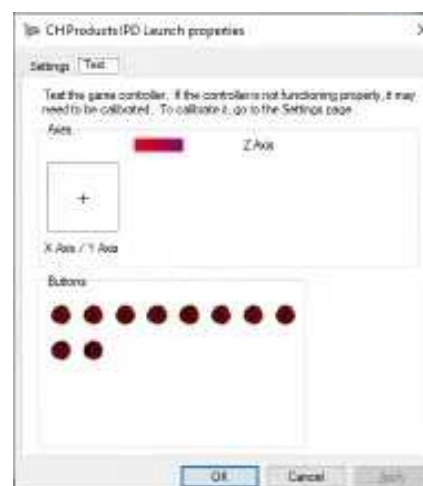 CHProducts IPD Launch properties
Settings Test
Test the game controller. If the controller is not functioning properly, it may
need to be calibrated. To calibrate it, go to the Settings page.
Axes
Z Axis
X Axis / Y Axis
Buttons
OK Cancel Apply